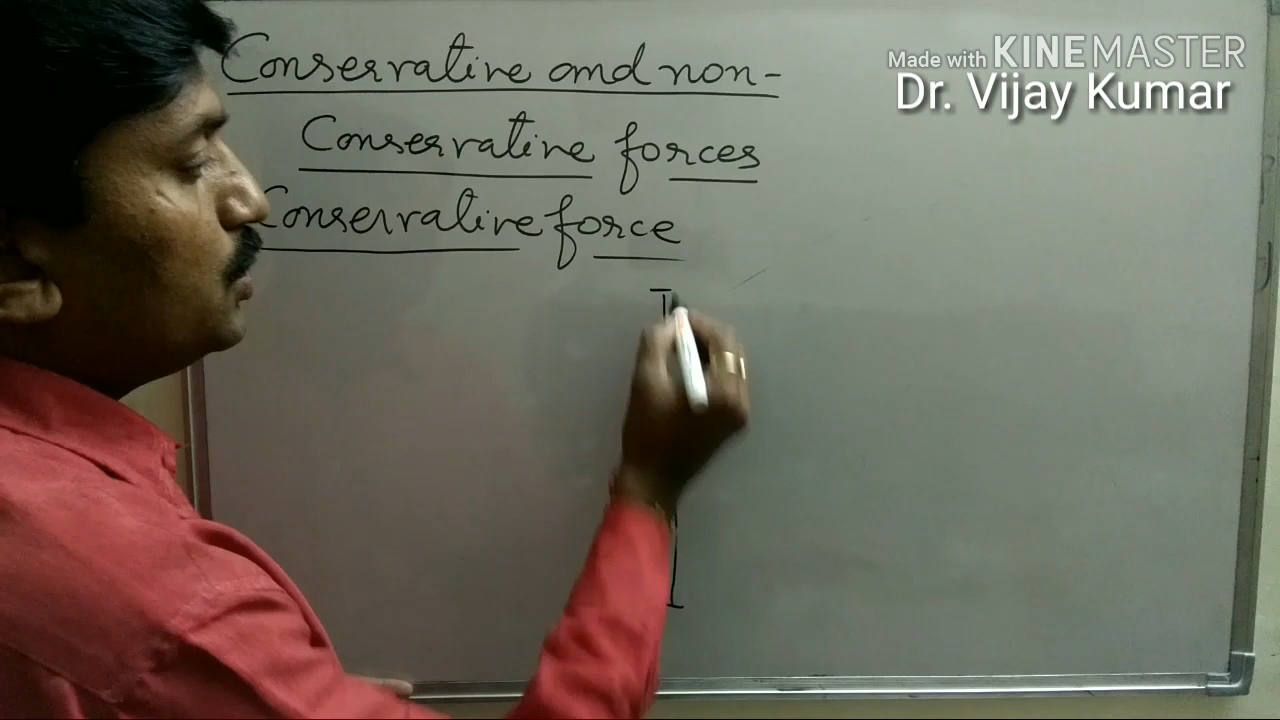 Conservative and non-
Conservative forces
Conservative force
Made with KINEMASTER
Dr. Vijay Kumar